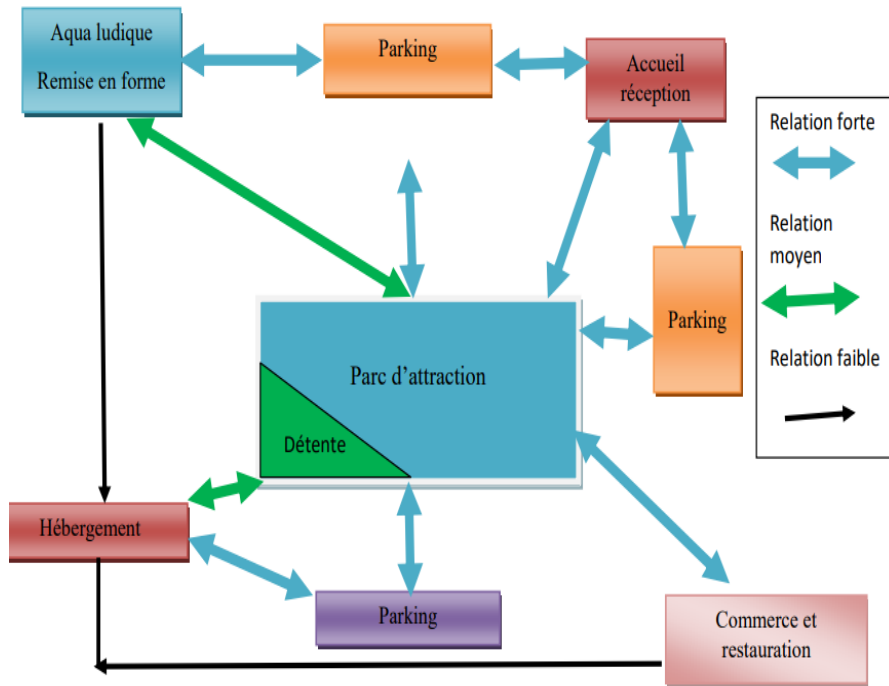 Aqua ludique
Remise en forme
Parking
Accueil
réception
Relation forte
Relation
moyen
Relation faible
Parking
Parc d'attraction
Détente
Hébergement
Parking
Commerce et
restauration